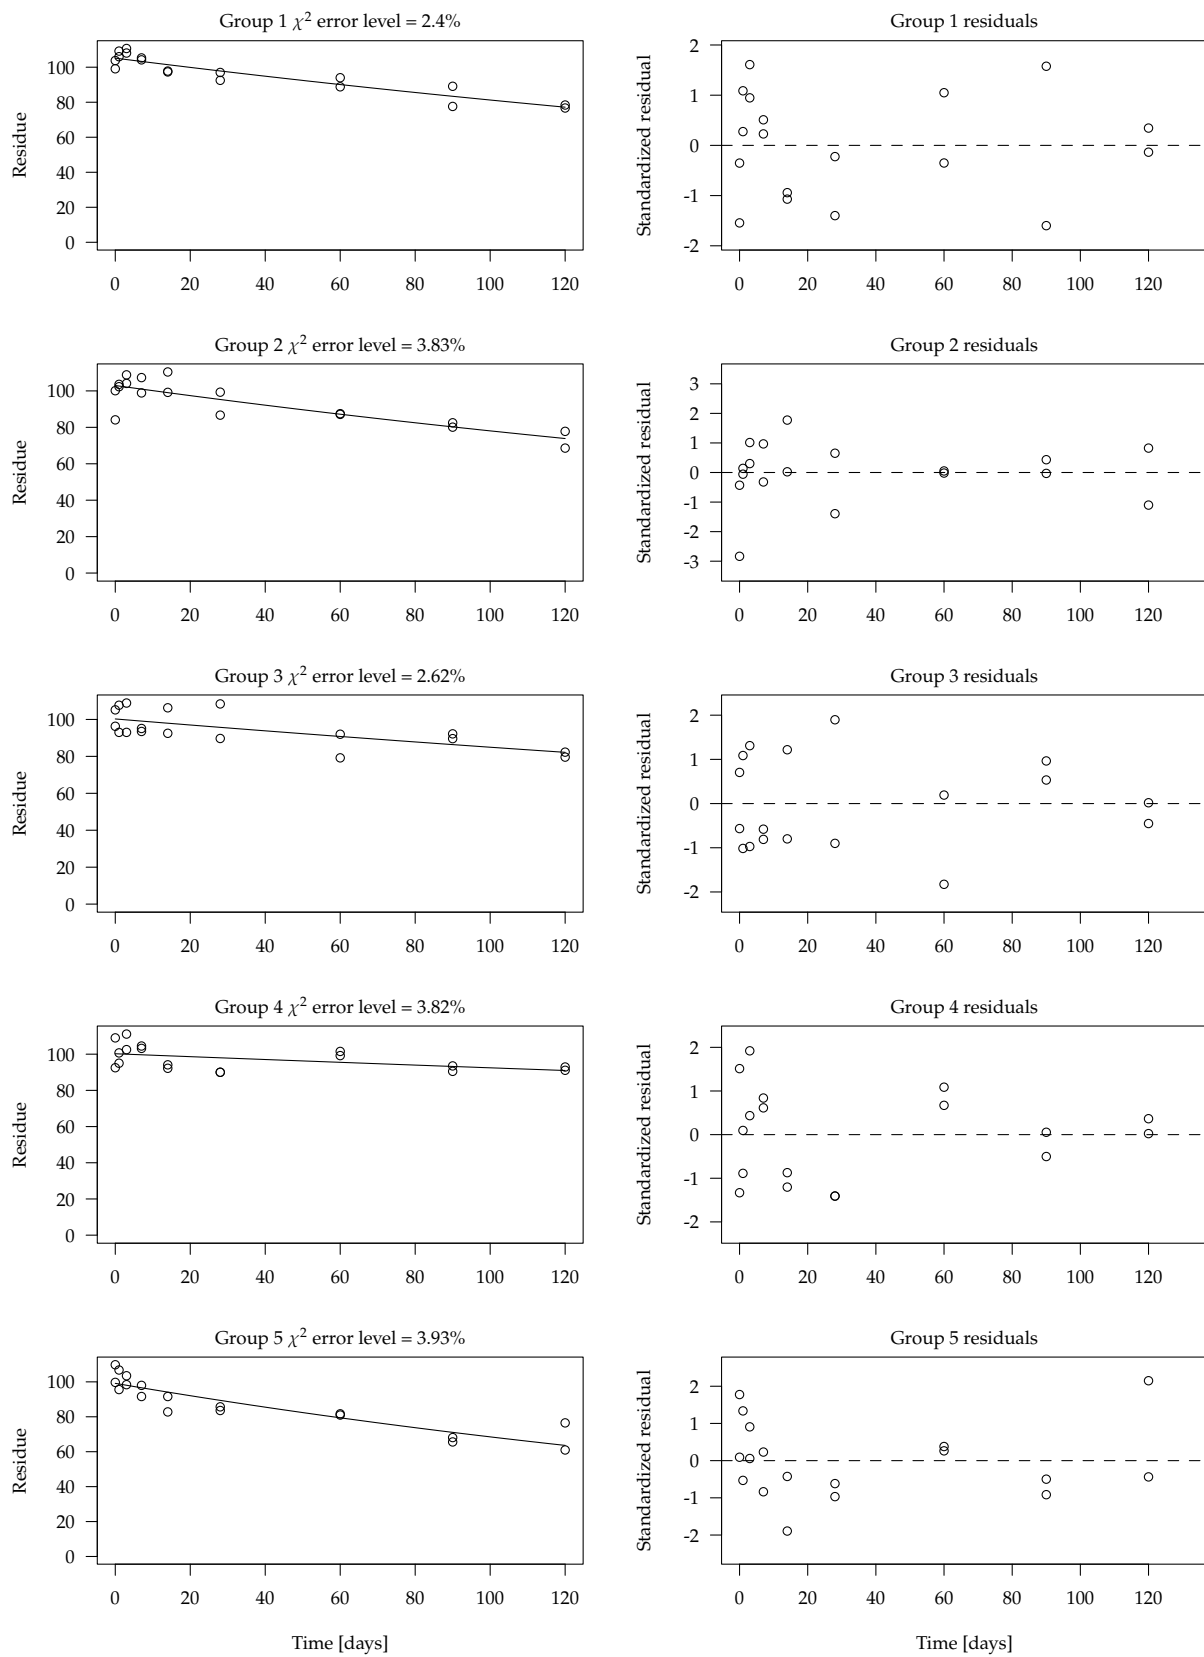 Group 1 χ² error level = 2.4%
Residue
100
80
60
40
20
0
0 20 40 60 80 100 120
Group 1 residuals
Standardized residual
2
1
0
-1
-2
0 20 40 60 80 100 120
Group 2 χ² error level = 3.83%
Residue
100
80
60
40
20
0
0 20 40 60 80 100 120
Group 2 residuals
Standardized residual
3
2
1
0
-1
-2
-3
0 20 40 60 80 100 120
Group 3 χ² error level = 2.62%
Residue
100
80
60
40
20
0
0 20 40 60 80 100 120
Group 3 residuals
Standardized residual
2
1
0
-1
-2
0 20 40 60 80 100 120
Group 4 χ² error level = 3.82%
Residue
100
80
60
40
20
0
0 20 40 60 80 100 120
Group 4 residuals
Standardized residual
2
1
0
-1
-2
0 20 40 60 80 100 120
Group 5 χ² error level = 3.93%
Residue
100
80
60
40
20
0
0 20 40 60 80 100 120
Time [days]
Group 5 residuals
Standardized residual
2
1
0
-1
-2
0 20 40 60 80 100 120
Time [days]